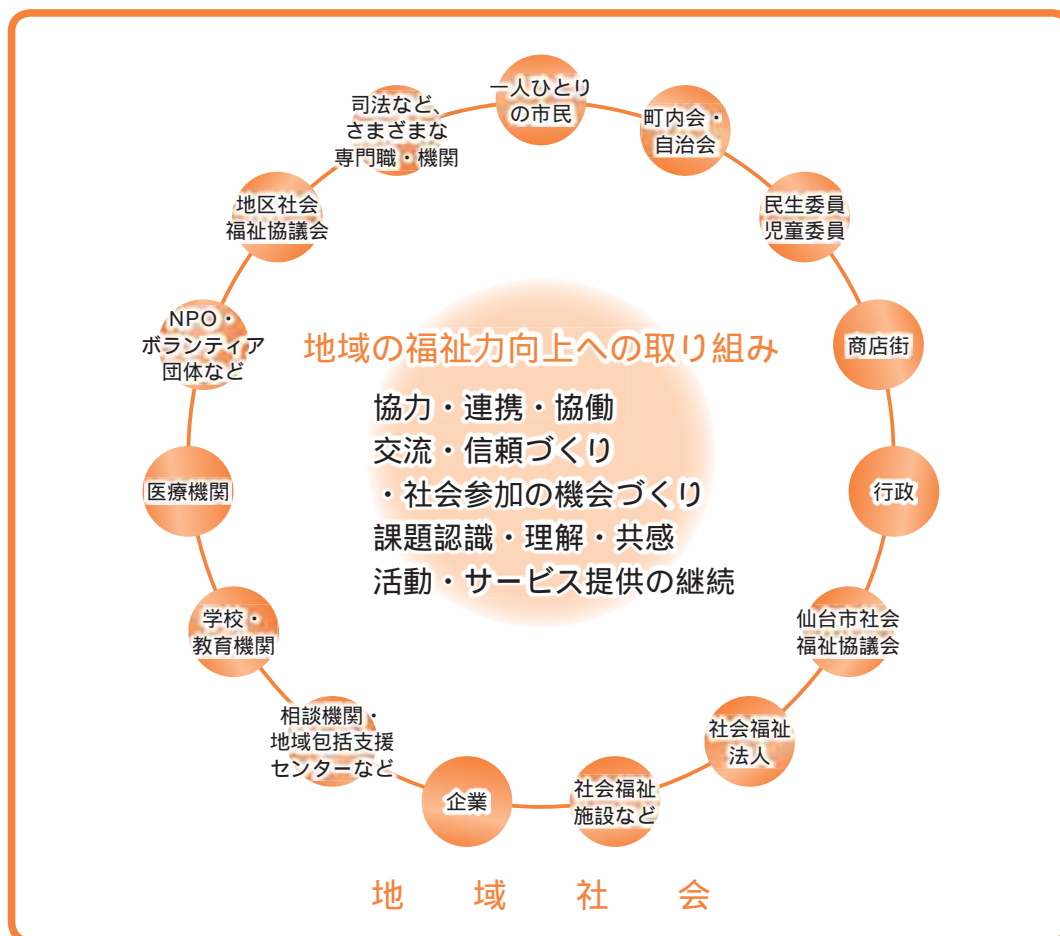 一人ひとり
の市民
町内会・
自治会
民生委員
児童委員
商店街
行政
仙台市社会
福祉協議会
社会福祉
法人
社会福祉
施設など
企業
相談機関・
地域包括支援
センターなど
学校・
教育機関
医療機関
NPO・
ボランティア
団体など
地区社会
福祉協議会
司法など、
さまざまな
専門職・機関
地域の福祉力向上への取り組み
協力・連携・協働
交流・信頼づくり
・社会参加の機会づくり
課題認識・理解・共感
活動・サービス提供の継続
地域社会